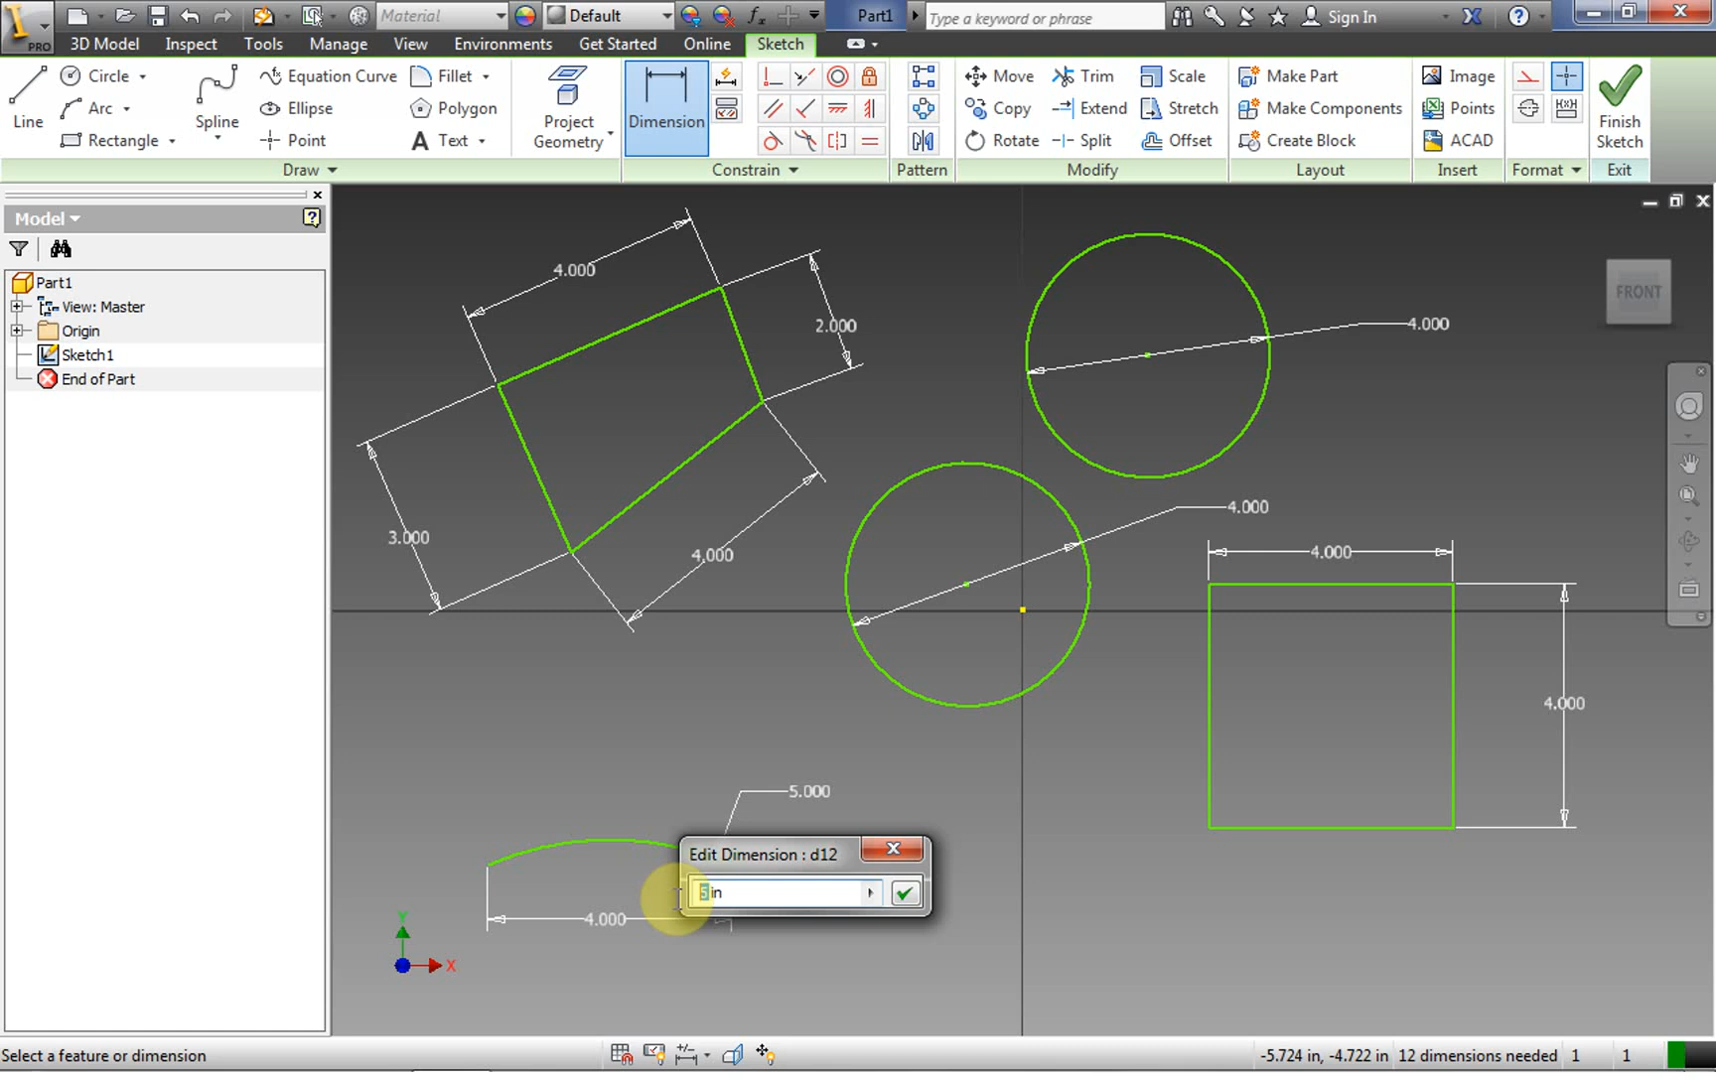 PRO
Material
Default
fx
Part1
Type a keyword or phrase
Sign In
3D Model
Inspect
Tools
Manage
View
Environments
Get Started
Online
Sketch
Line
Circle
Arc
Rectangle
Spline
Equation Curve
Ellipse
Point
Fillet
Polygon
A Text
Project
Geometry
Dimension
Move
Copy
Rotate
Trim
Extend
Split
Scale
Stretch
Offset
Make Part
Make Components
Create Block
Image
Points
ACAD
Finish
Sketch
Draw
Constrain
Pattern
Modify
Layout
Insert
Format
Exit
Model
Part1
View: Master
Origin
Sketch1
End of Part
FRONT
4.000
2.000
3.000
4.000
4.000
4.000
4.000
4.000
5.000
4.000
Edit Dimension : d12
5 in
Y
X
Select a feature or dimension
-5.724 in, -4.722 in
12 dimensions needed
1
1